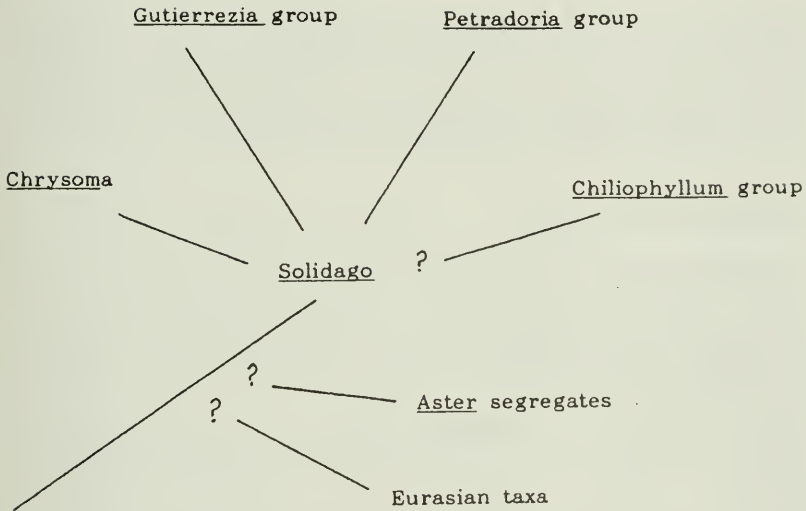 Gutierrezia group
Petradoria group
Chrysoma
Chiliophyllum group
Solidago ?
?
Aster segregates
?
Eurasian taxa